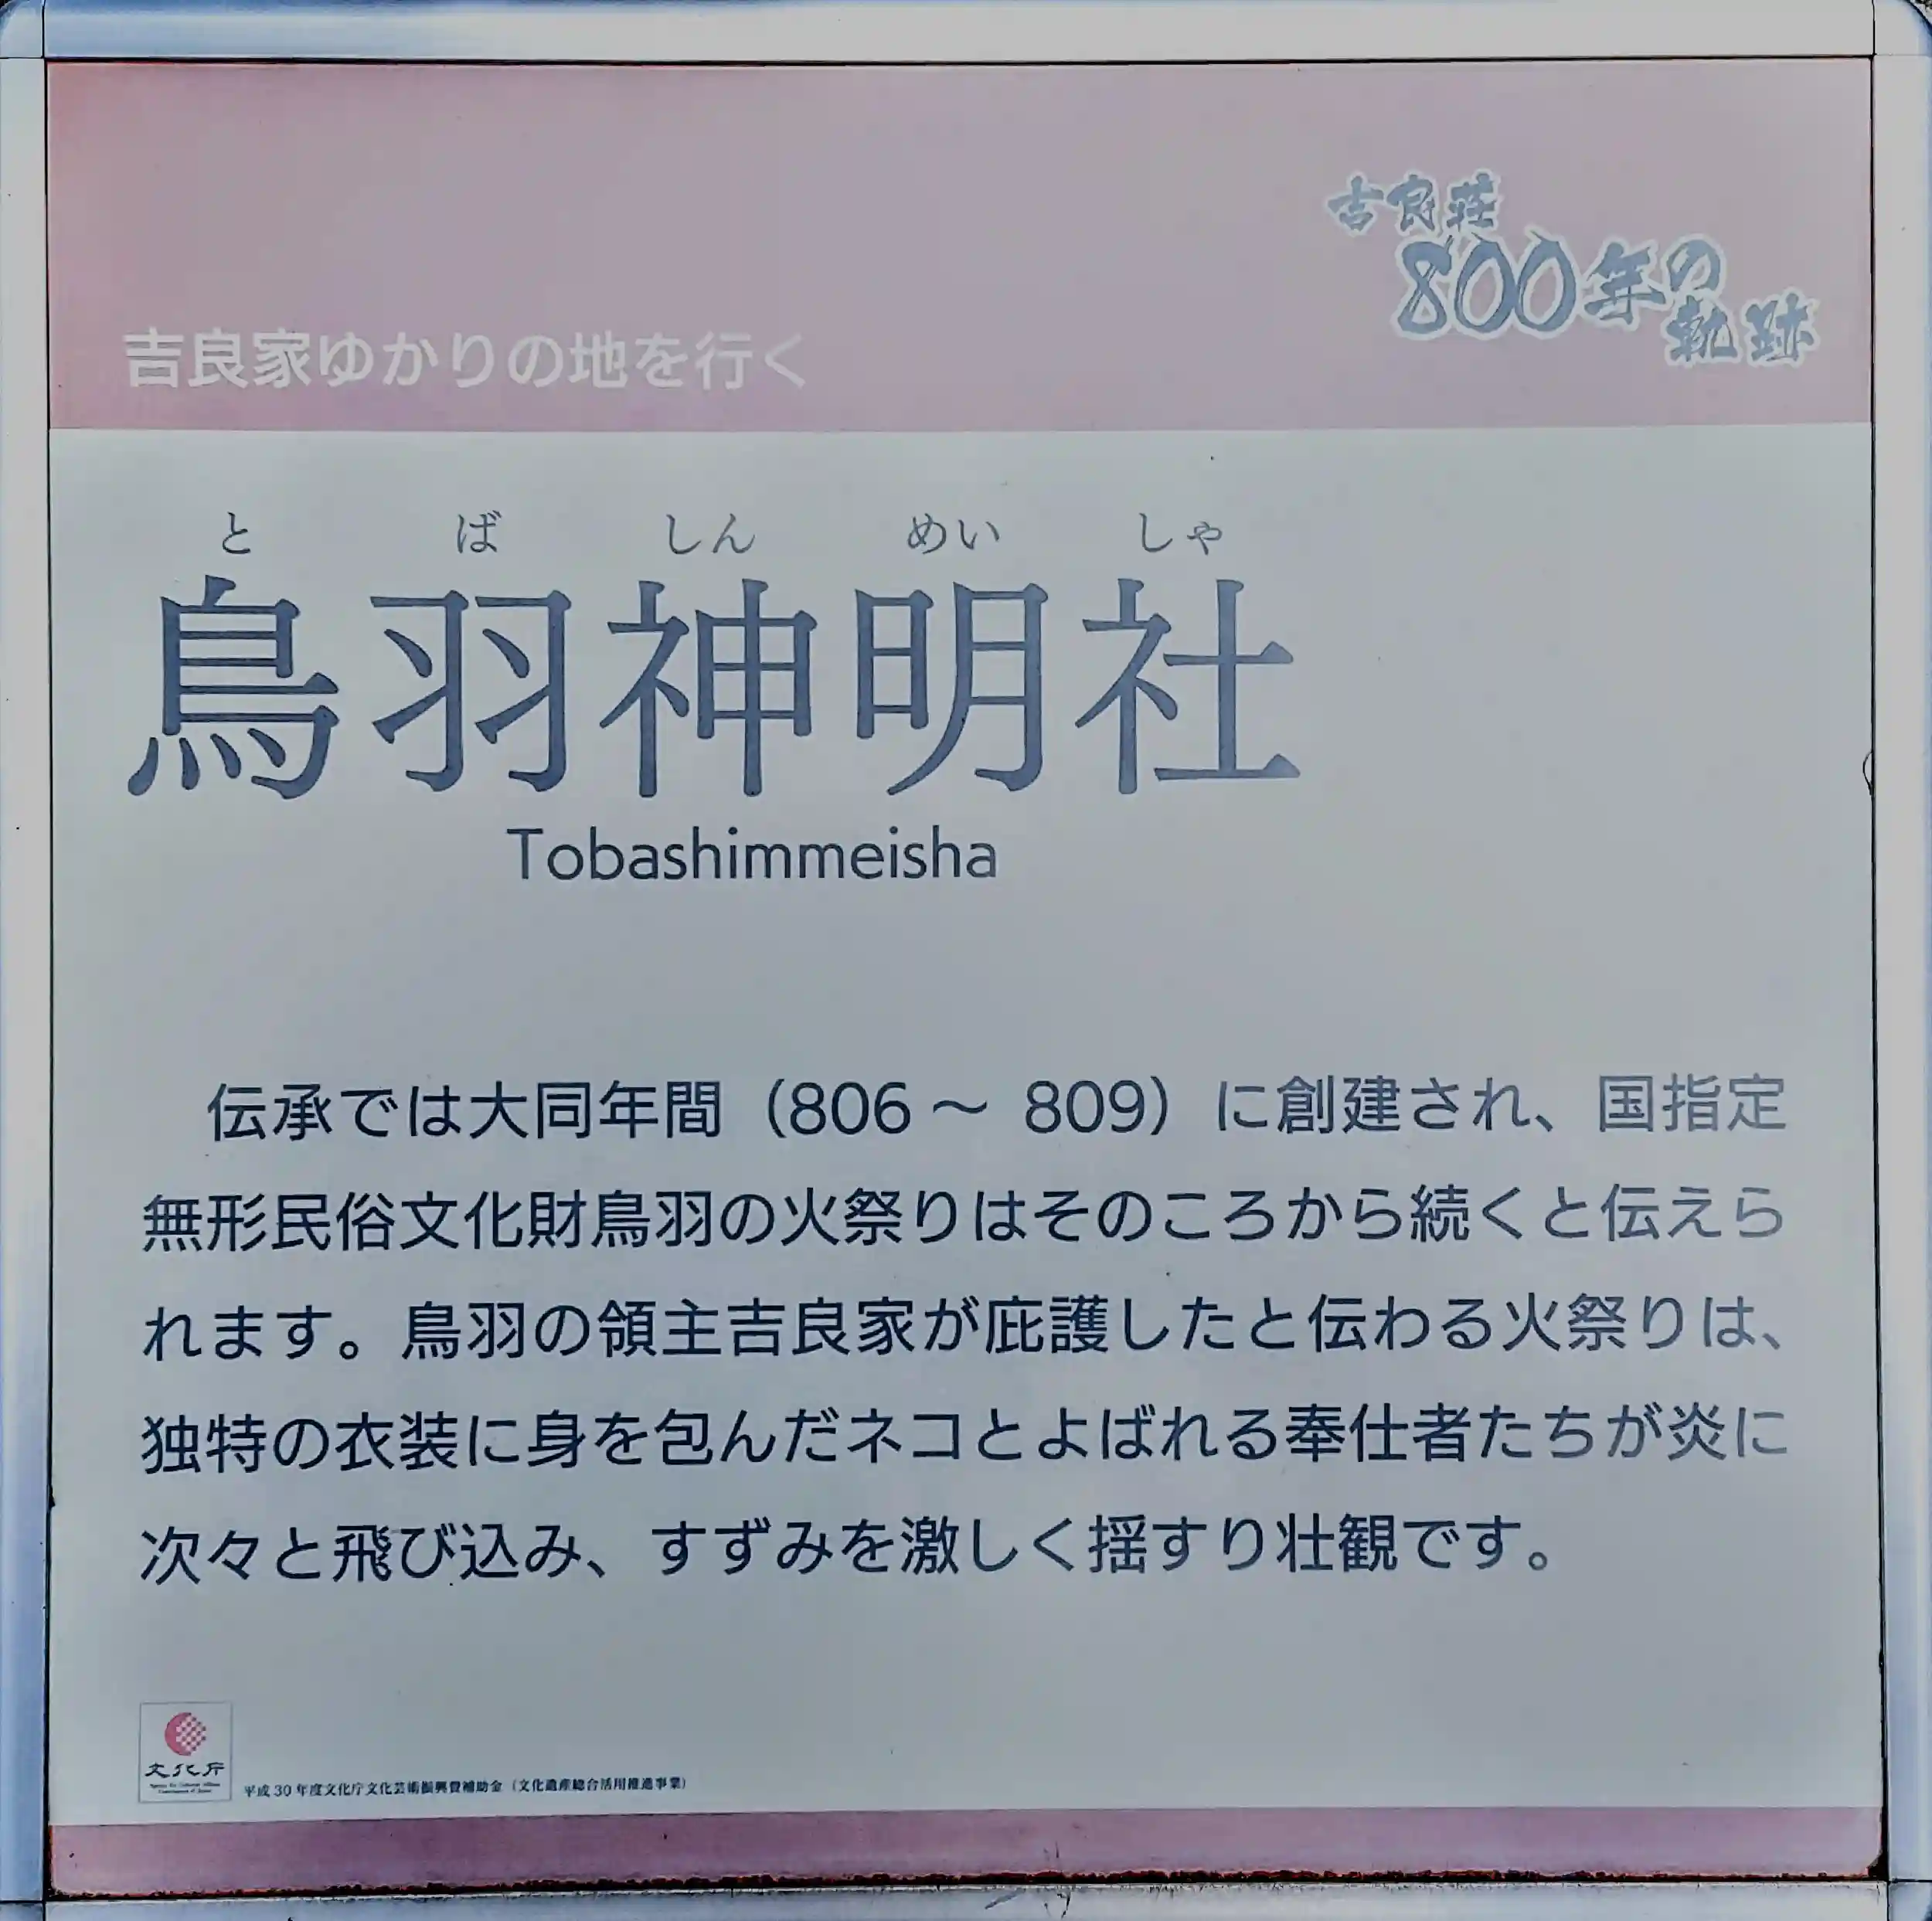 吉良荘
800年の
軌跡
吉良家ゆかりの地を行く
と ば しん めい しゃ
鳥羽神明社
Tobashimmeisha
伝承では大同年間（806～ 809）に創建され、国指定
無形民俗文化財鳥羽の火祭りはそのころから続くと伝えら
れます。鳥羽の領主吉良家が庇護したと伝わる火祭りは、
独特の衣装に身を包んだネコとよばれる奉仕者たちが炎に
次々と飛び込み、すずみを激しく揺すり壮観です。
文化庁
平成30年度文化庁文化芸術振興費補助金（文化遺産総合活用推進事業）